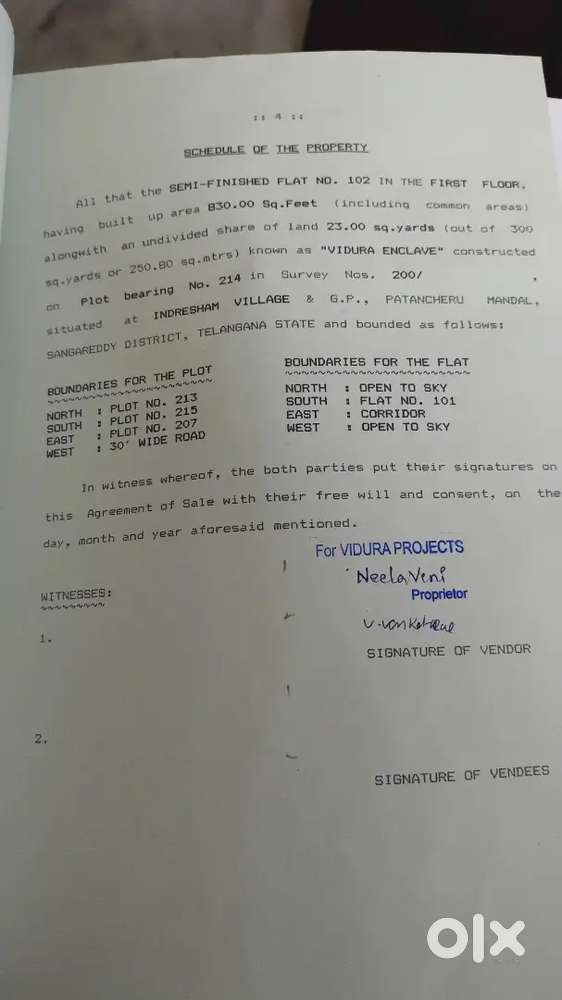 :: 4 ::
SCHEDULE OF THE PROPERTY
All that the SEMI-FINISHED FLAT NO. 102 IN THE FIRST FLOOR,
having built up area 830.00 Sq.Feet (including common areas)
alongwith an undivided share of land 23.00 sq.yards (out of 300
sq.yards or 250.80 sq.mtrs) known as "VIDURA ENCLAVE" constructed
on Plot bearing No. 214 in Survey Nos. 200/ ,
situated at INDRESHAM VILLAGE & G.P., PATANCHERU MANDAL,
SANGAREDDY DISTRICT, TELANGANA STATE and bounded as follows:
BOUNDARIES FOR THE PLOT
NORTH : PLOT NO. 213
SOUTH : PLOT NO. 215
EAST : PLOT NO. 207
WEST : 30' WIDE ROAD
BOUNDARIES FOR THE FLAT
NORTH : OPEN TO SKY
SOUTH : FLAT NO. 101
EAST : CORRIDOR
WEST : OPEN TO SKY
In witness whereof, the both parties put their signatures on
this Agreement of Sale with their free will and consent, on the
day, month and year aforesaid mentioned.
For VIDURA PROJECTS
NeelaVeni
Proprietor
WITNESSES:
1.
SIGNATURE OF VENDOR
2.
SIGNATURE OF VENDEES
olx